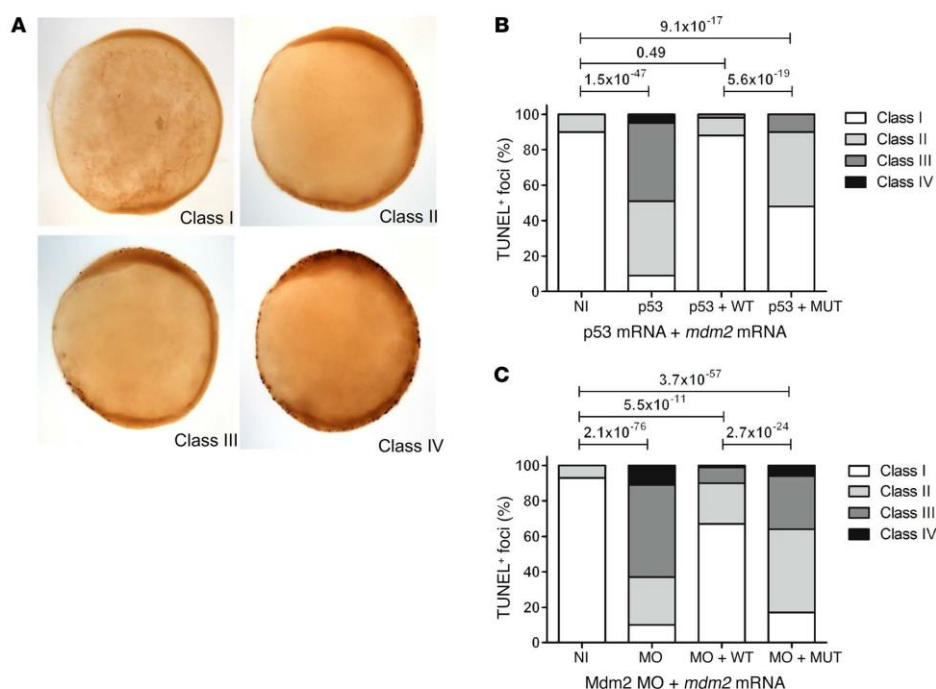 A
Class I
Class II
Class III
Class IV
B
9.1x10-17
0.49
1.5x10-47
5.6x10-19
TUNEL+ foci (%)
100
80
60
40
20
0
NI
p53
p53 + WT
p53 + MUT
p53 mRNA + mdm2 mRNA
Class I
Class II
Class III
Class IV
C
3.7x10-57
5.5x10-11
2.1x10-76
2.7x10-24
TUNEL+ foci (%)
100
80
60
40
20
0
NI
MO
MO + WT
MO + MUT
Mdm2 MO + mdm2 mRNA
Class I
Class II
Class III
Class IV